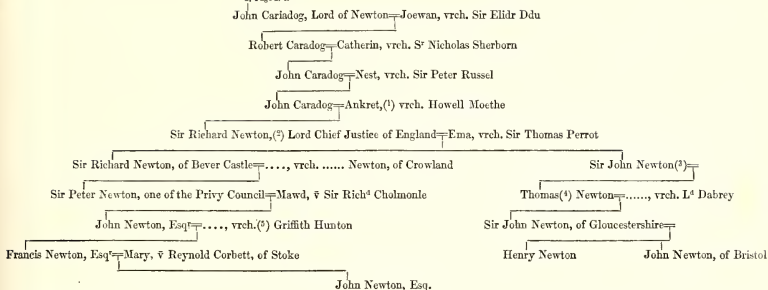 John Cariadog, Lord of Newton=Joewan, vrch. Sir Elidr Ddu
Robert Caradog=Catherin, vrch. Sr Nicholas Sherborn
John Caradog=Nest, vrch. Sir Peter Russel
John Caradog=Ankret,(1) vrch. Howell Moethe
Sir Richard Newton,(2) Lord Chief Justice of England=Ema, vrch. Sir Thomas Perrot
Sir Richard Newton, of Bever Castle=...., vrch. ...... Newton, of Crowland Sir John Newton(3)=
Sir Peter Newton, one of the Privy Council=Mawd, v̄ Sir Richd Cholmonle Thomas(4) Newton=......, vrch. Ld Dabrey
John Newton, Esqr=...., vrch.(5) Griffith Hunton Sir John Newton, of Gloucestershire=
Francis Newton, Esqr=Mary, v̄ Reynold Corbett, of Stoke Henry Newton John Newton, of Bristol
John Newton, Esq.